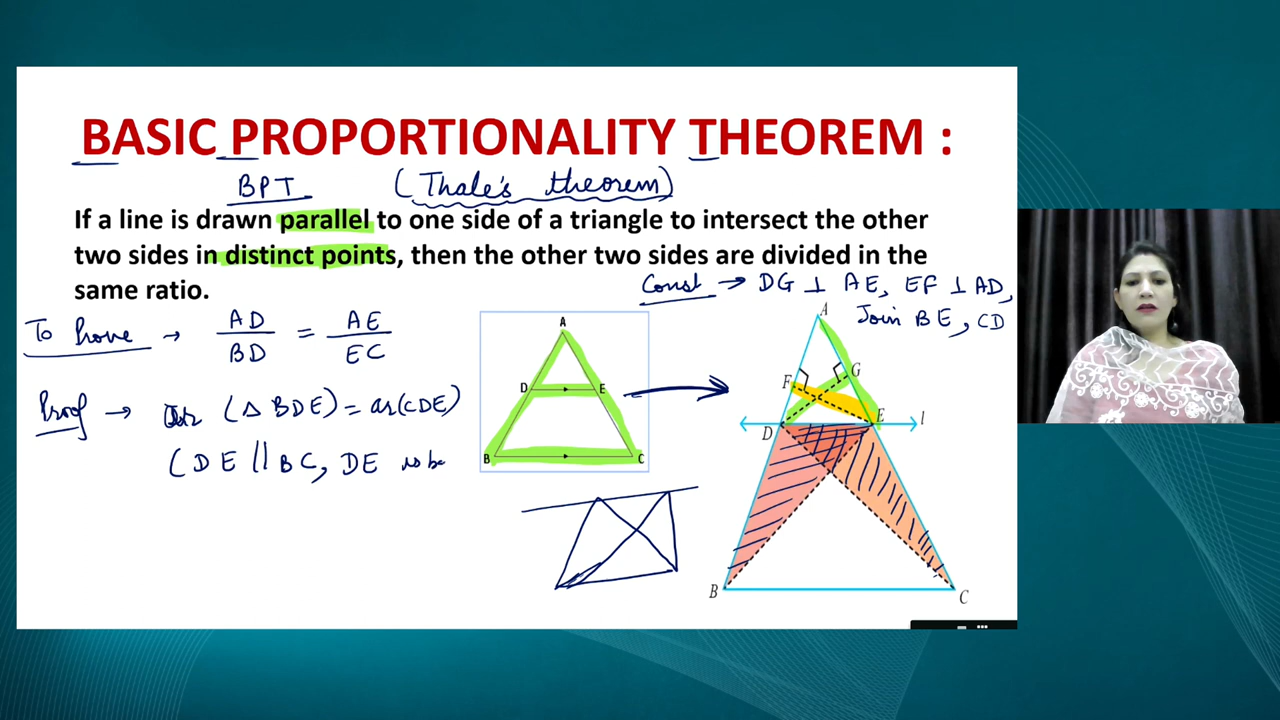 BASIC PROPORTIONALITY THEOREM :
BPT (Thale's theorem)
If a line is drawn parallel to one side of a triangle to intersect the other
two sides in distinct points, then the other two sides are divided in the
same ratio.
Const → DG ⊥ AE, EF ⊥ AD,
Join BE, CD
To Prove → AD/BD = AE/EC
Proof → ar (Δ BDE) = ar(CDE)
(DE || BC, DE is be
A
D E
B C
A
F G
D E l
B C